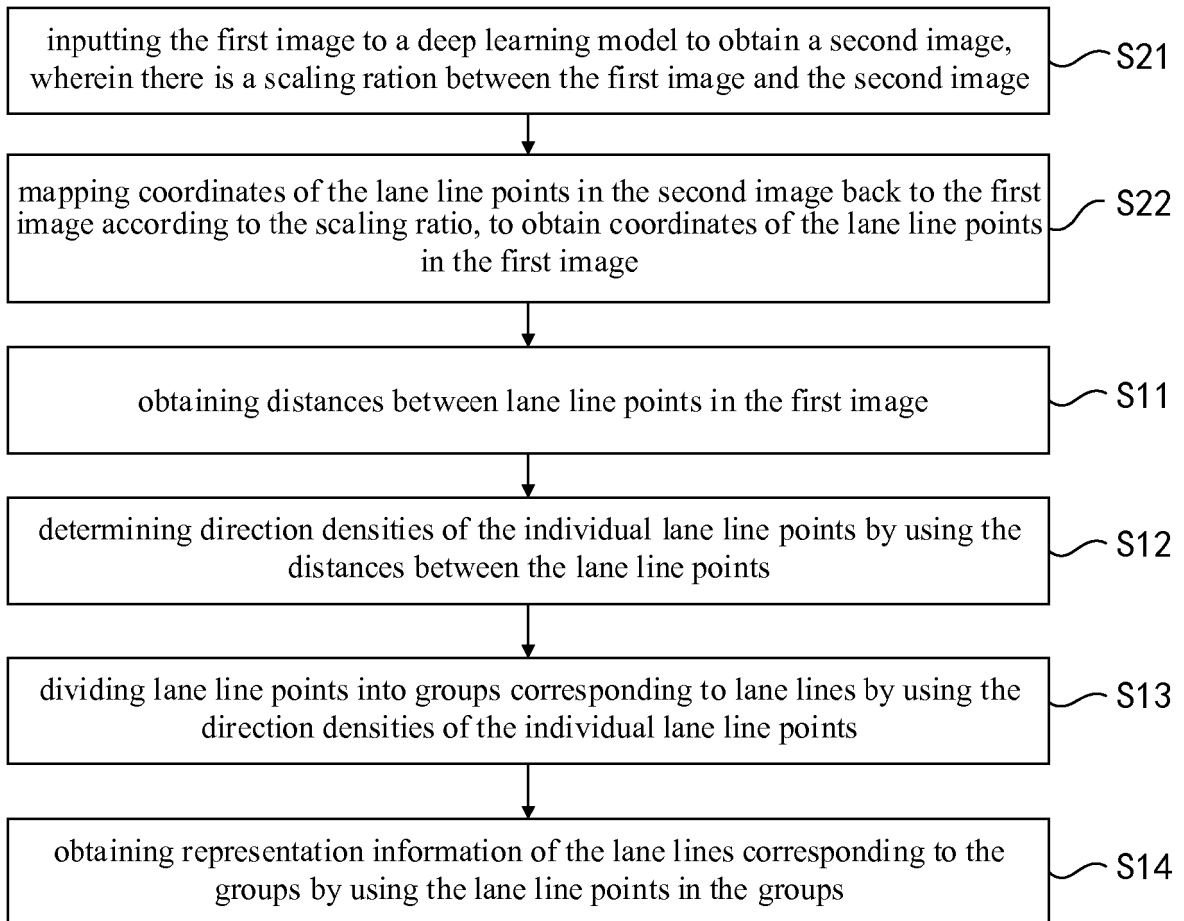 inputting the first image to a deep learning model to obtain a second image,
wherein there is a scaling ration between the first image and the second image
S21
mapping coordinates of the lane line points in the second image back to the first
image according to the scaling ratio, to obtain coordinates of the lane line points
in the first image
S22
obtaining distances between lane line points in the first image
S11
determining direction densities of the individual lane line points by using the
distances between the lane line points
S12
dividing lane line points into groups corresponding to lane lines by using the
direction densities of the individual lane line points
S13
obtaining representation information of the lane lines corresponding to the
groups by using the lane line points in the groups
S14